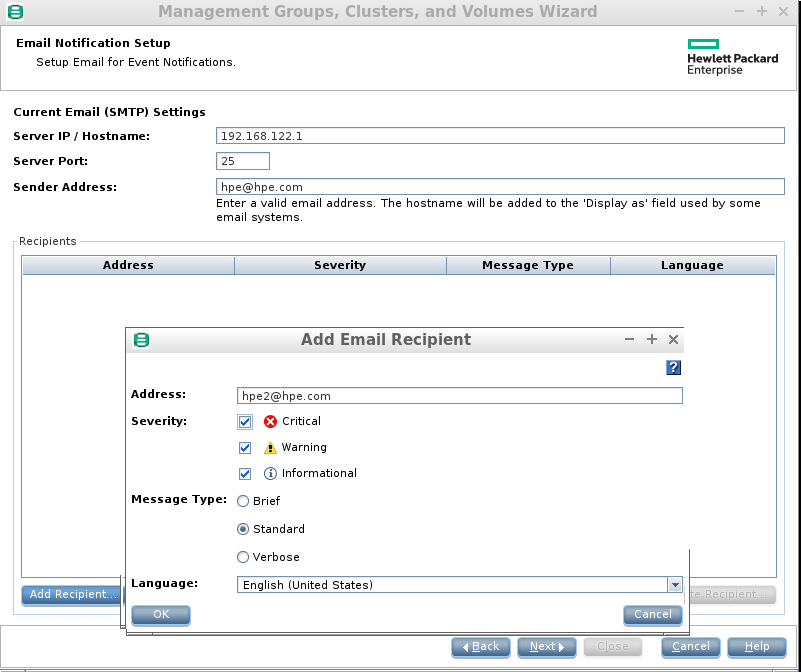 Management Groups, Clusters, and Volumes Wizard
Email Notification Setup
Setup Email for Event Notifications.
Hewlett Packard
Enterprise
Current Email (SMTP) Settings
Server IP / Hostname: 192.168.122.1
Server Port: 25
Sender Address: hpe@hpe.com
Enter a valid email address. The hostname will be added to the 'Display as' field used by some
email systems.
Recipients
Address Severity Message Type Language
Add Email Recipient
?
Address: hpe2@hpe.com
Severity: Critical
Warning
Informational
Message Type: Brief
Standard
Verbose
Language: English (United States)
Add Recipient... Recipient...
OK Cancel
Back Next Close Cancel Help